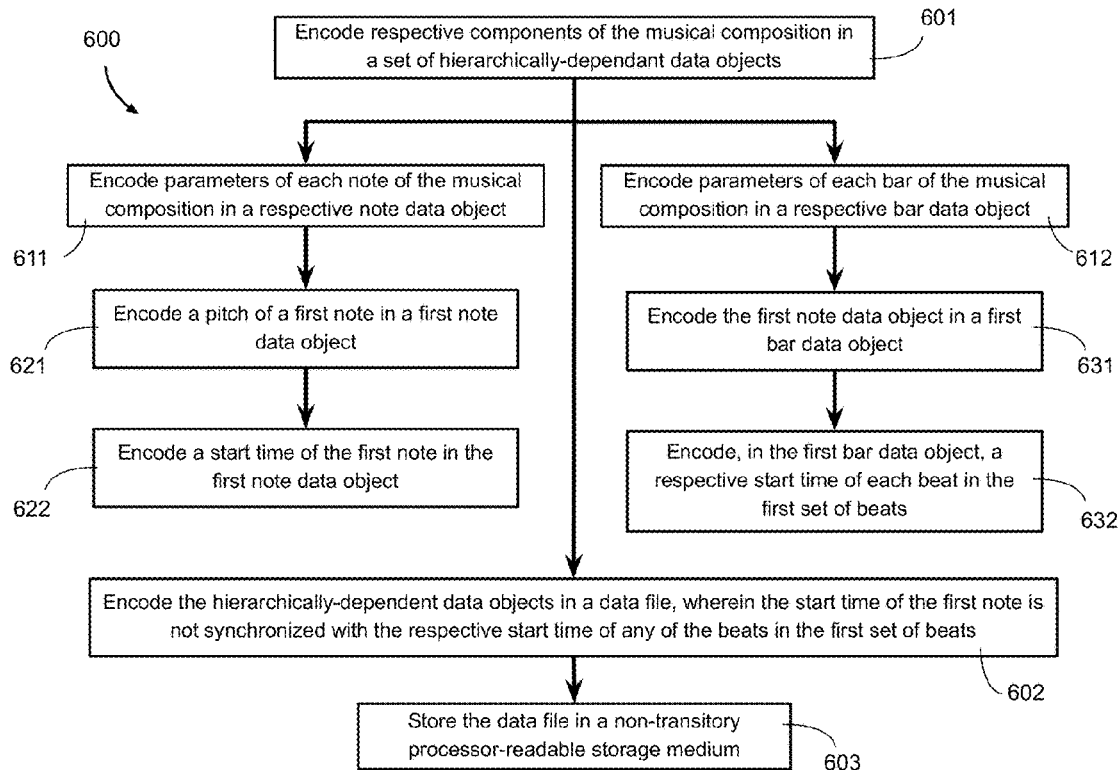 600
Encode respective components of the musical composition in
a set of hierarchically-dependant data objects
601
Encode parameters of each note of the musical
composition in a respective note data object
611
Encode parameters of each bar of the musical
composition in a respective bar data object
612
Encode a pitch of a first note in a first note
data object
621
Encode the first note data object in a first
bar data object
631
Encode a start time of the first note in the
first note data object
622
Encode, in the first bar data object, a
respective start time of each beat in the
first set of beats
632
Encode the hierarchically-dependent data objects in a data file, wherein the start time of the first note is
not synchronized with the respective start time of any of the beats in the first set of beats
602
Store the data file in a non-transitory
processor-readable storage medium
603